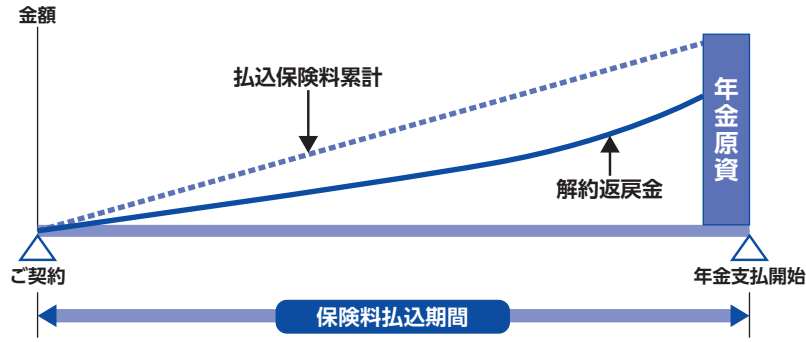 金額
払込保険料累計
年金原資
解約返戻金
ご契約
年金支払開始
保険料払込期間